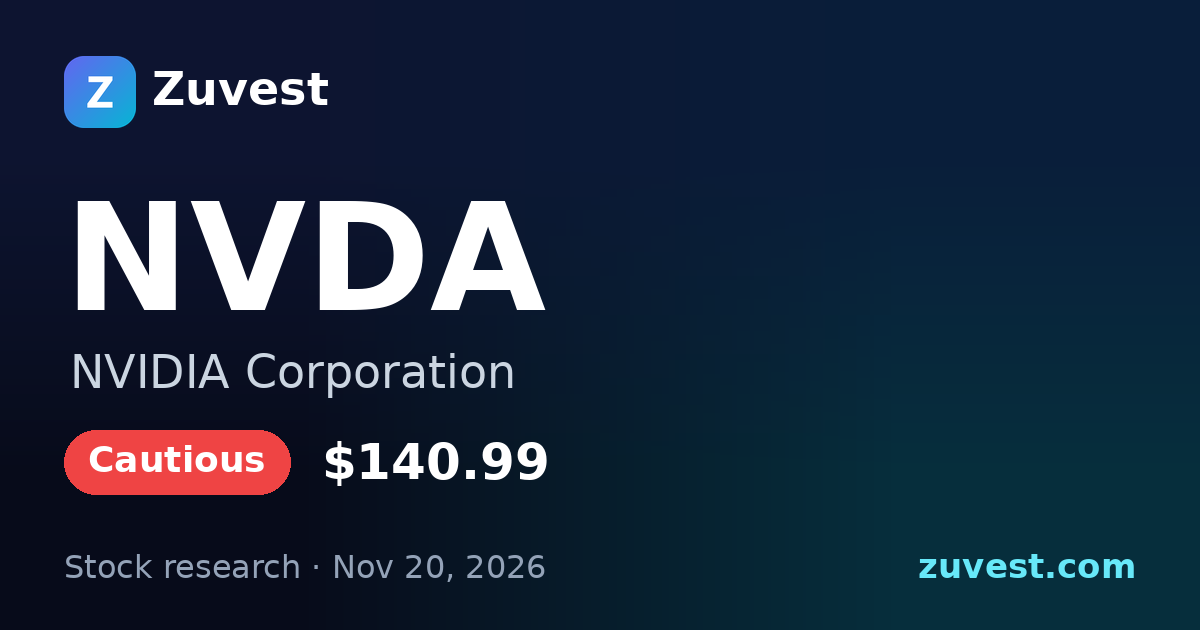 Z Zuvest
NVDA
NVIDIA Corporation
Cautious $140.99
Stock research · Nov 20, 2026 zuvest.com